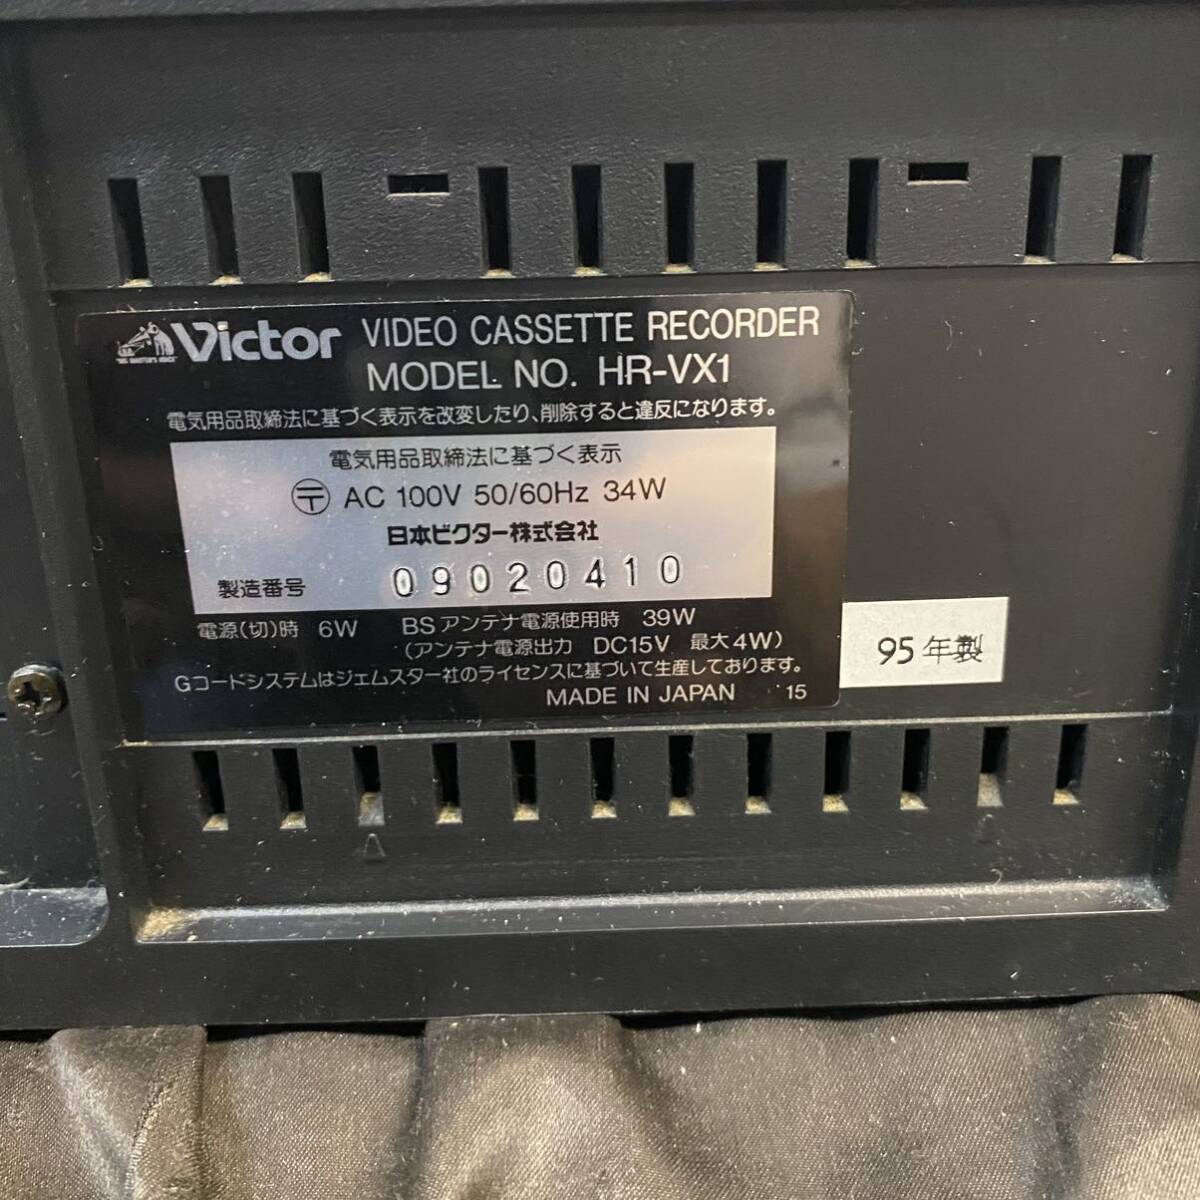 Victor VIDEO CASSETTE RECORDER
"HIS MASTER'S VOICE"
MODEL NO. HR-VX1
電気用品取締法に基づく表示を改変したり、削除すると違反になります。
電気用品取締法に基づく表示
〒 AC 100V 50/60Hz 34W
日本ビクター株式会社
製造番号 09020410
電源(切)時 6W BSアンテナ電源使用時 39W
(アンテナ電源出力 DC15V 最大4W)
Gコードシステムはジェムスター社のライセンスに基づいて生産しております。
MADE IN JAPAN 15
95年製